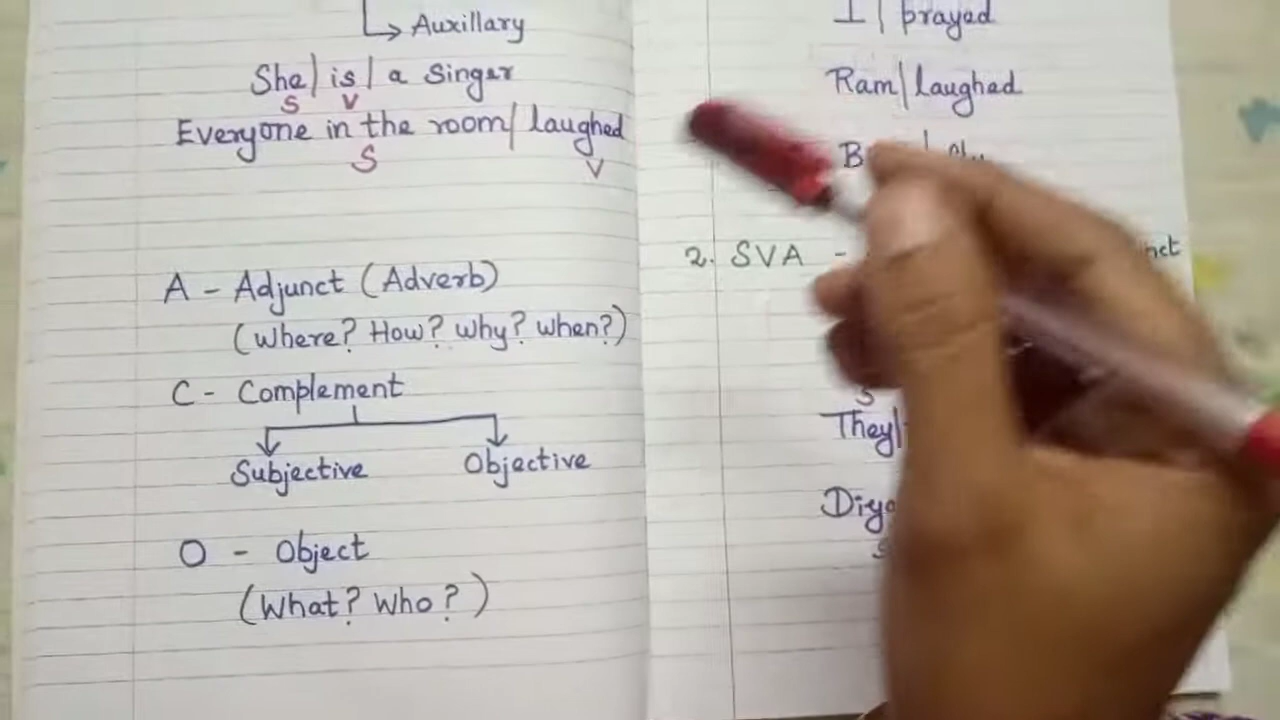 Auxillary
She| is| a Singer
S V
Everyone in the room| laughed
S V
A - Adjunct (Adverb)
(Where? How? Why? When?)
C - Complement
Subjective Objective
O - Object
(What? Who?)
I | prayed
Ram|laughed
2. SVA -
S
They|